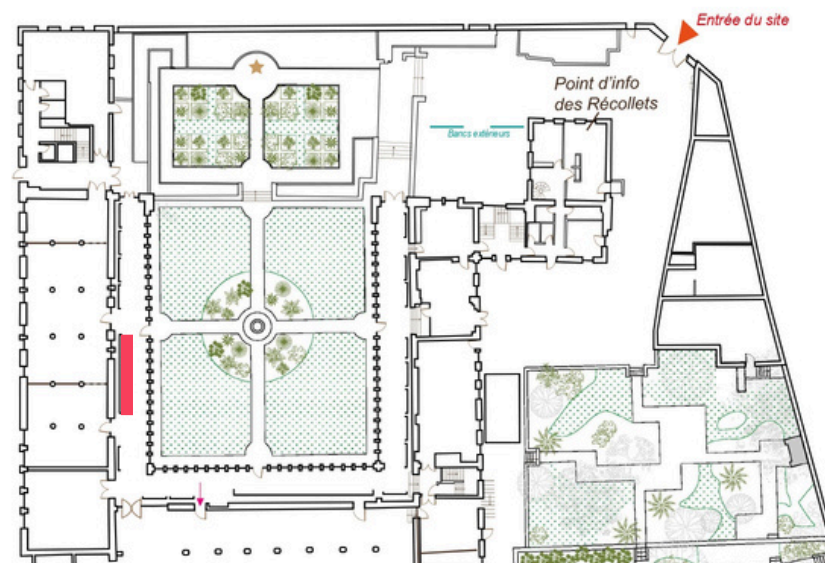 Entrée du site
Point d'info
des Récollets
Bancs extérieurs